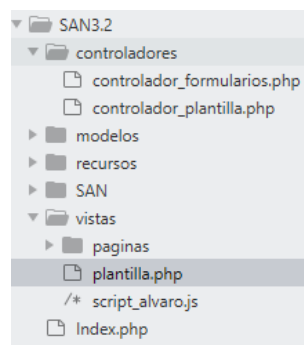 SAN3.2
controladores
controlador_formularios.php
controlador_plantilla.php
modelos
recursos
SAN
vistas
paginas
plantilla.php
/* script_alvaro.js
Index.php